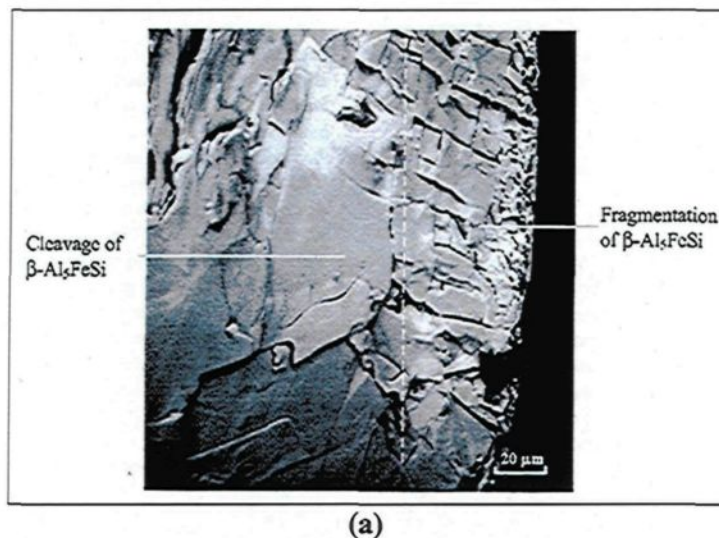 Cleavage of
β-Al₅FeSi
Fragmentation
of β-Al₅FeSi
20 μm
(a)